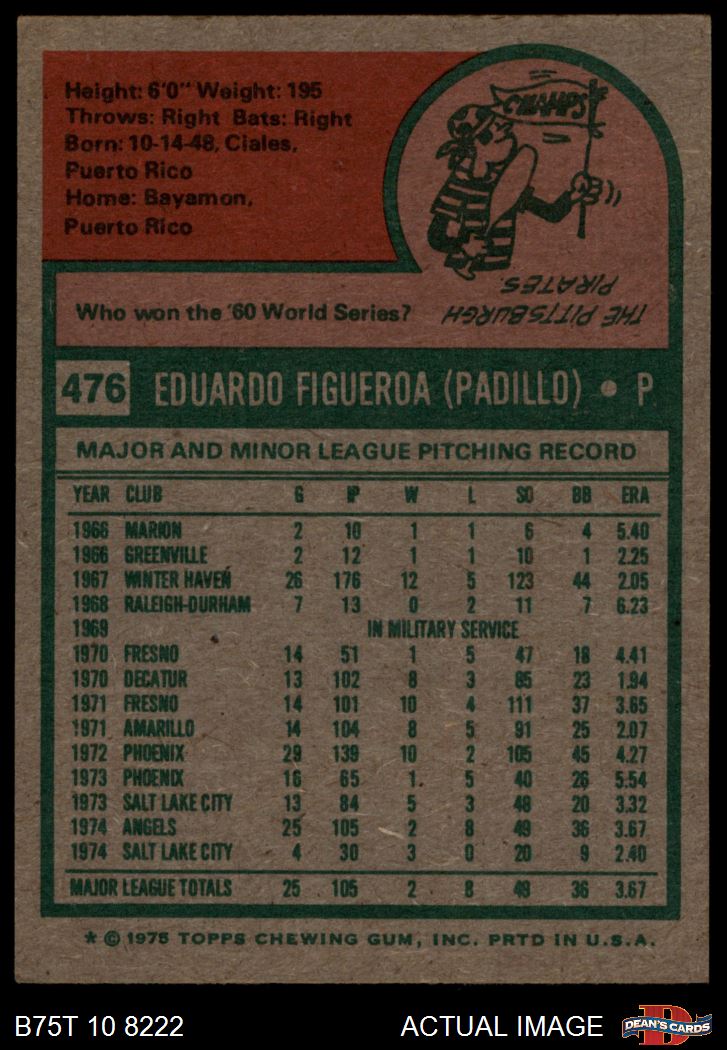 Height: 6'0" Weight: 195
Throws: Right Bats: Right
Born: 10-14-48, Ciales,
Puerto Rico
Home: Bayamon,
Puerto Rico
CHAMPS
Who won the '60 World Series?
THE PITTSBURGH
PIRATES.
476 EDUARDO FIGUEROA (PADILLO) • P
MAJOR AND MINOR LEAGUE PITCHING RECORD
YEAR CLUB G IP W L SO BB ERA
1966 MARION 2 10 1 1 6 4 5.40
1966 GREENVILLE 2 12 1 1 10 1 2.25
1967 WINTER HAVEN 26 176 12 5 123 44 2.05
1968 RALEIGH-DURHAM 7 13 0 2 11 7 6.23
1969 IN MILITARY SERVICE
1970 FRESNO 14 51 1 5 47 18 4.41
1970 DECATUR 13 102 8 3 85 23 1.94
1971 FRESNO 14 101 10 4 111 37 3.65
1971 AMARILLO 14 104 8 5 91 25 2.07
1972 PHOENIX 29 139 10 2 105 45 4.27
1973 PHOENIX 16 65 1 5 40 26 5.54
1973 SALT LAKE CITY 13 84 5 3 48 20 3.32
1974 ANGELS 25 105 2 8 49 36 3.67
1974 SALT LAKE CITY 4 30 3 0 20 9 2.40
MAJOR LEAGUE TOTALS 25 105 2 8 49 36 3.67
* © 1975 TOPPS CHEWING GUM, INC. PRTD IN U.S.A.
B75T 10 8222 ACTUAL IMAGE D DEAN'S CARDS